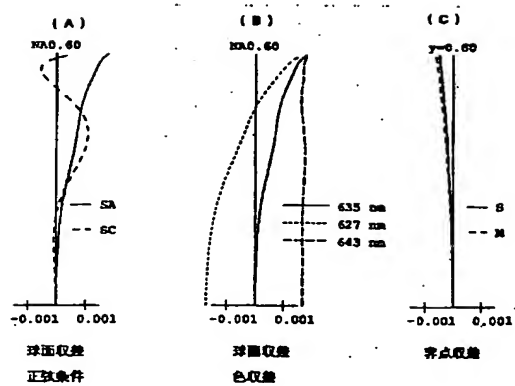 (A)
NA0.60
SA
SC
-0.001 0.001
球面収差
正弦条件
(B)
NA0.60
635 nm
627 nm
643 nm
-0.001 0.001
球面収差
色収差
(C)
y=0.60
S
M
-0.001 0.001
非点収差